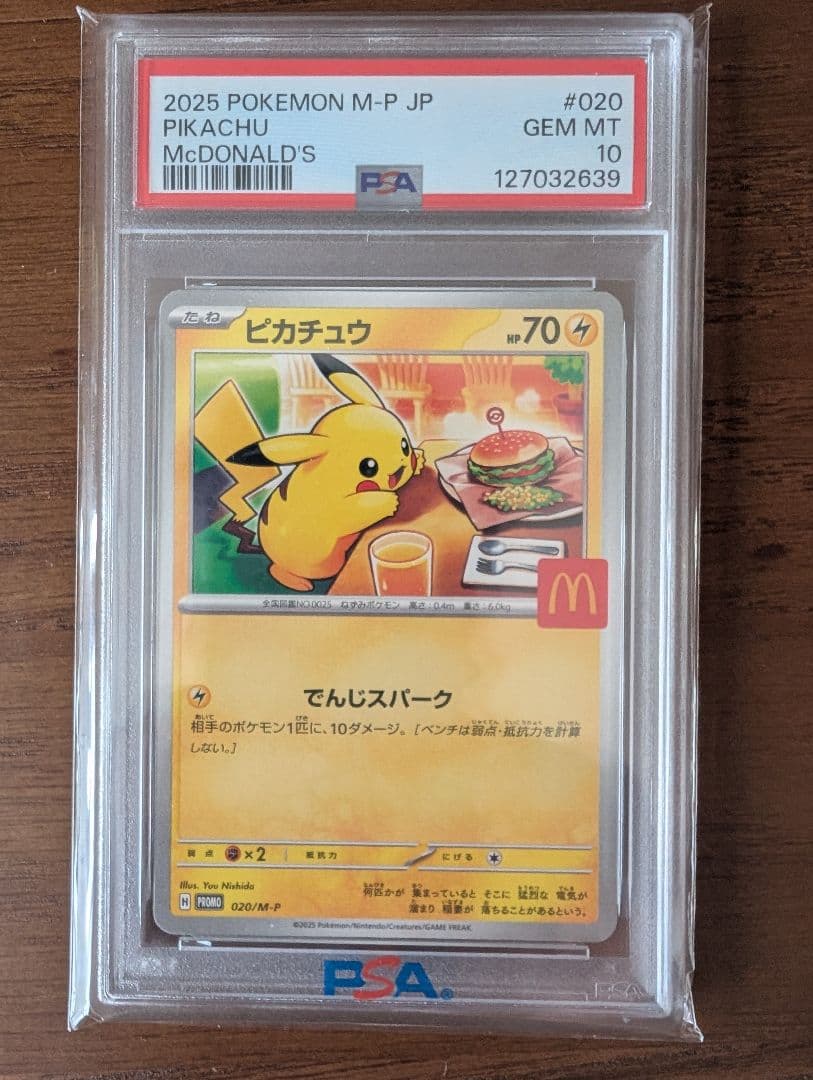 2025 POKEMON M-P JP #020
PIKACHU GEM MT
McDONALD'S 10
PSA 127032639
たね ピカチュウ HP70
全国図鑑NO.0025 ねずみポケモン 高さ:0.4m 重さ:6.0kg
でんじスパーク
相手のポケモン1匹に、10ダメージ。[ベンチは弱点・抵抗力を計算
しない。]
弱点 ×2 抵抗力 にげる
Illus. You Nishida
何匹かが 集まっていると そこに 猛烈な 電気が
溜まり 稲妻が 落ちることがあるという。
H PROMO 020/M-P
©2025 Pokémon/Nintendo/Creatures/GAME FREAK.
PSA®
PSA